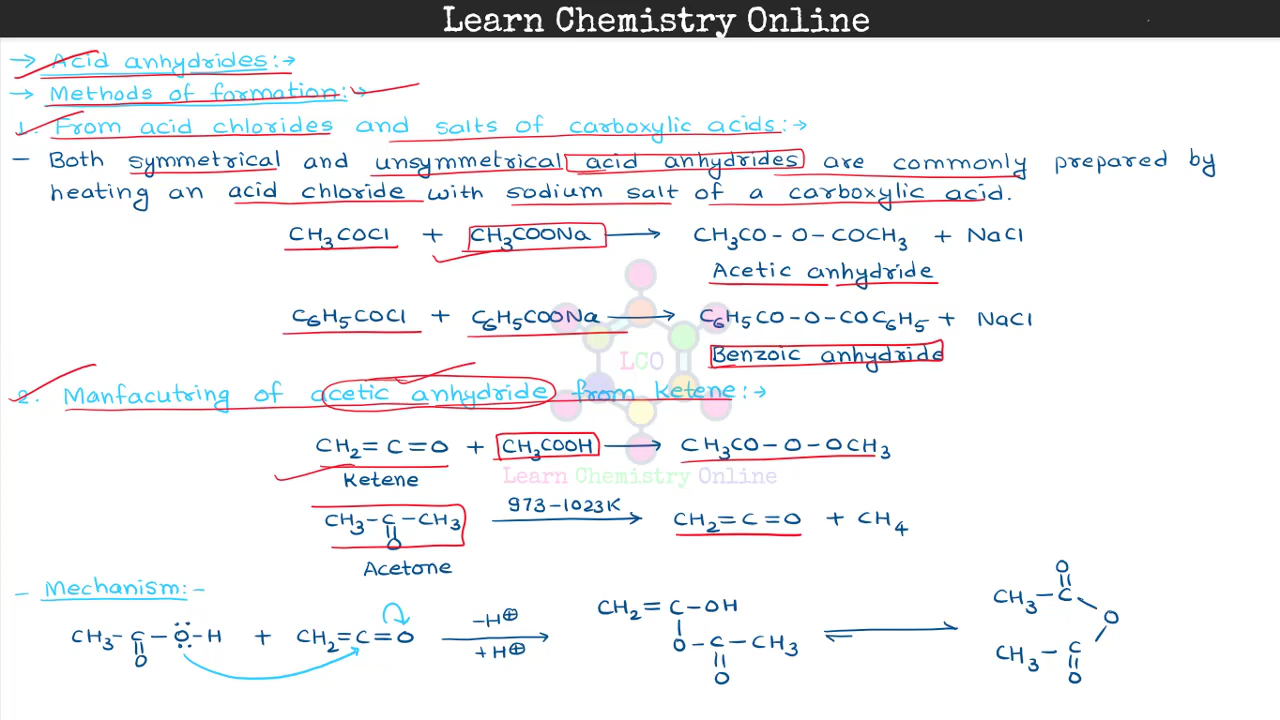 Learn Chemistry Online
→ Acid anhydrides:→
→ Methods of formation:→
1. From acid chlorides and salts of carboxylic acids:→
– Both symmetrical and unsymmetrical acid anhydrides are commonly prepared by
heating an acid chloride with sodium salt of a carboxylic acid.
CH₃COCl + CH₃COONa ⟶ CH₃CO–O–COCH₃ + NaCl
Acetic anhydride
C₆H₅COCl + C₆H₅COONa ⟶ C₆H₅CO–O–COC₆H₅ + NaCl
Benzoic anhydride
LCO
2. Manfacutring of acetic anhydride from ketene:→
CH₂=C=O + CH₃COOH ⟶ CH₃CO–O–OCH₃
Learn Chemistry Online
Ketene
973–1023K
CH₃–C–CH₃ ⟶ CH₂=C=O + CH₄
O
Acetone
– Mechanism:–
CH₃–C–O–H + CH₂=C=O –H⊕ +H⊕ CH₂=C–OH ⇌ CH₃–C O
O O–C–CH₃ O
O CH₃–C
O